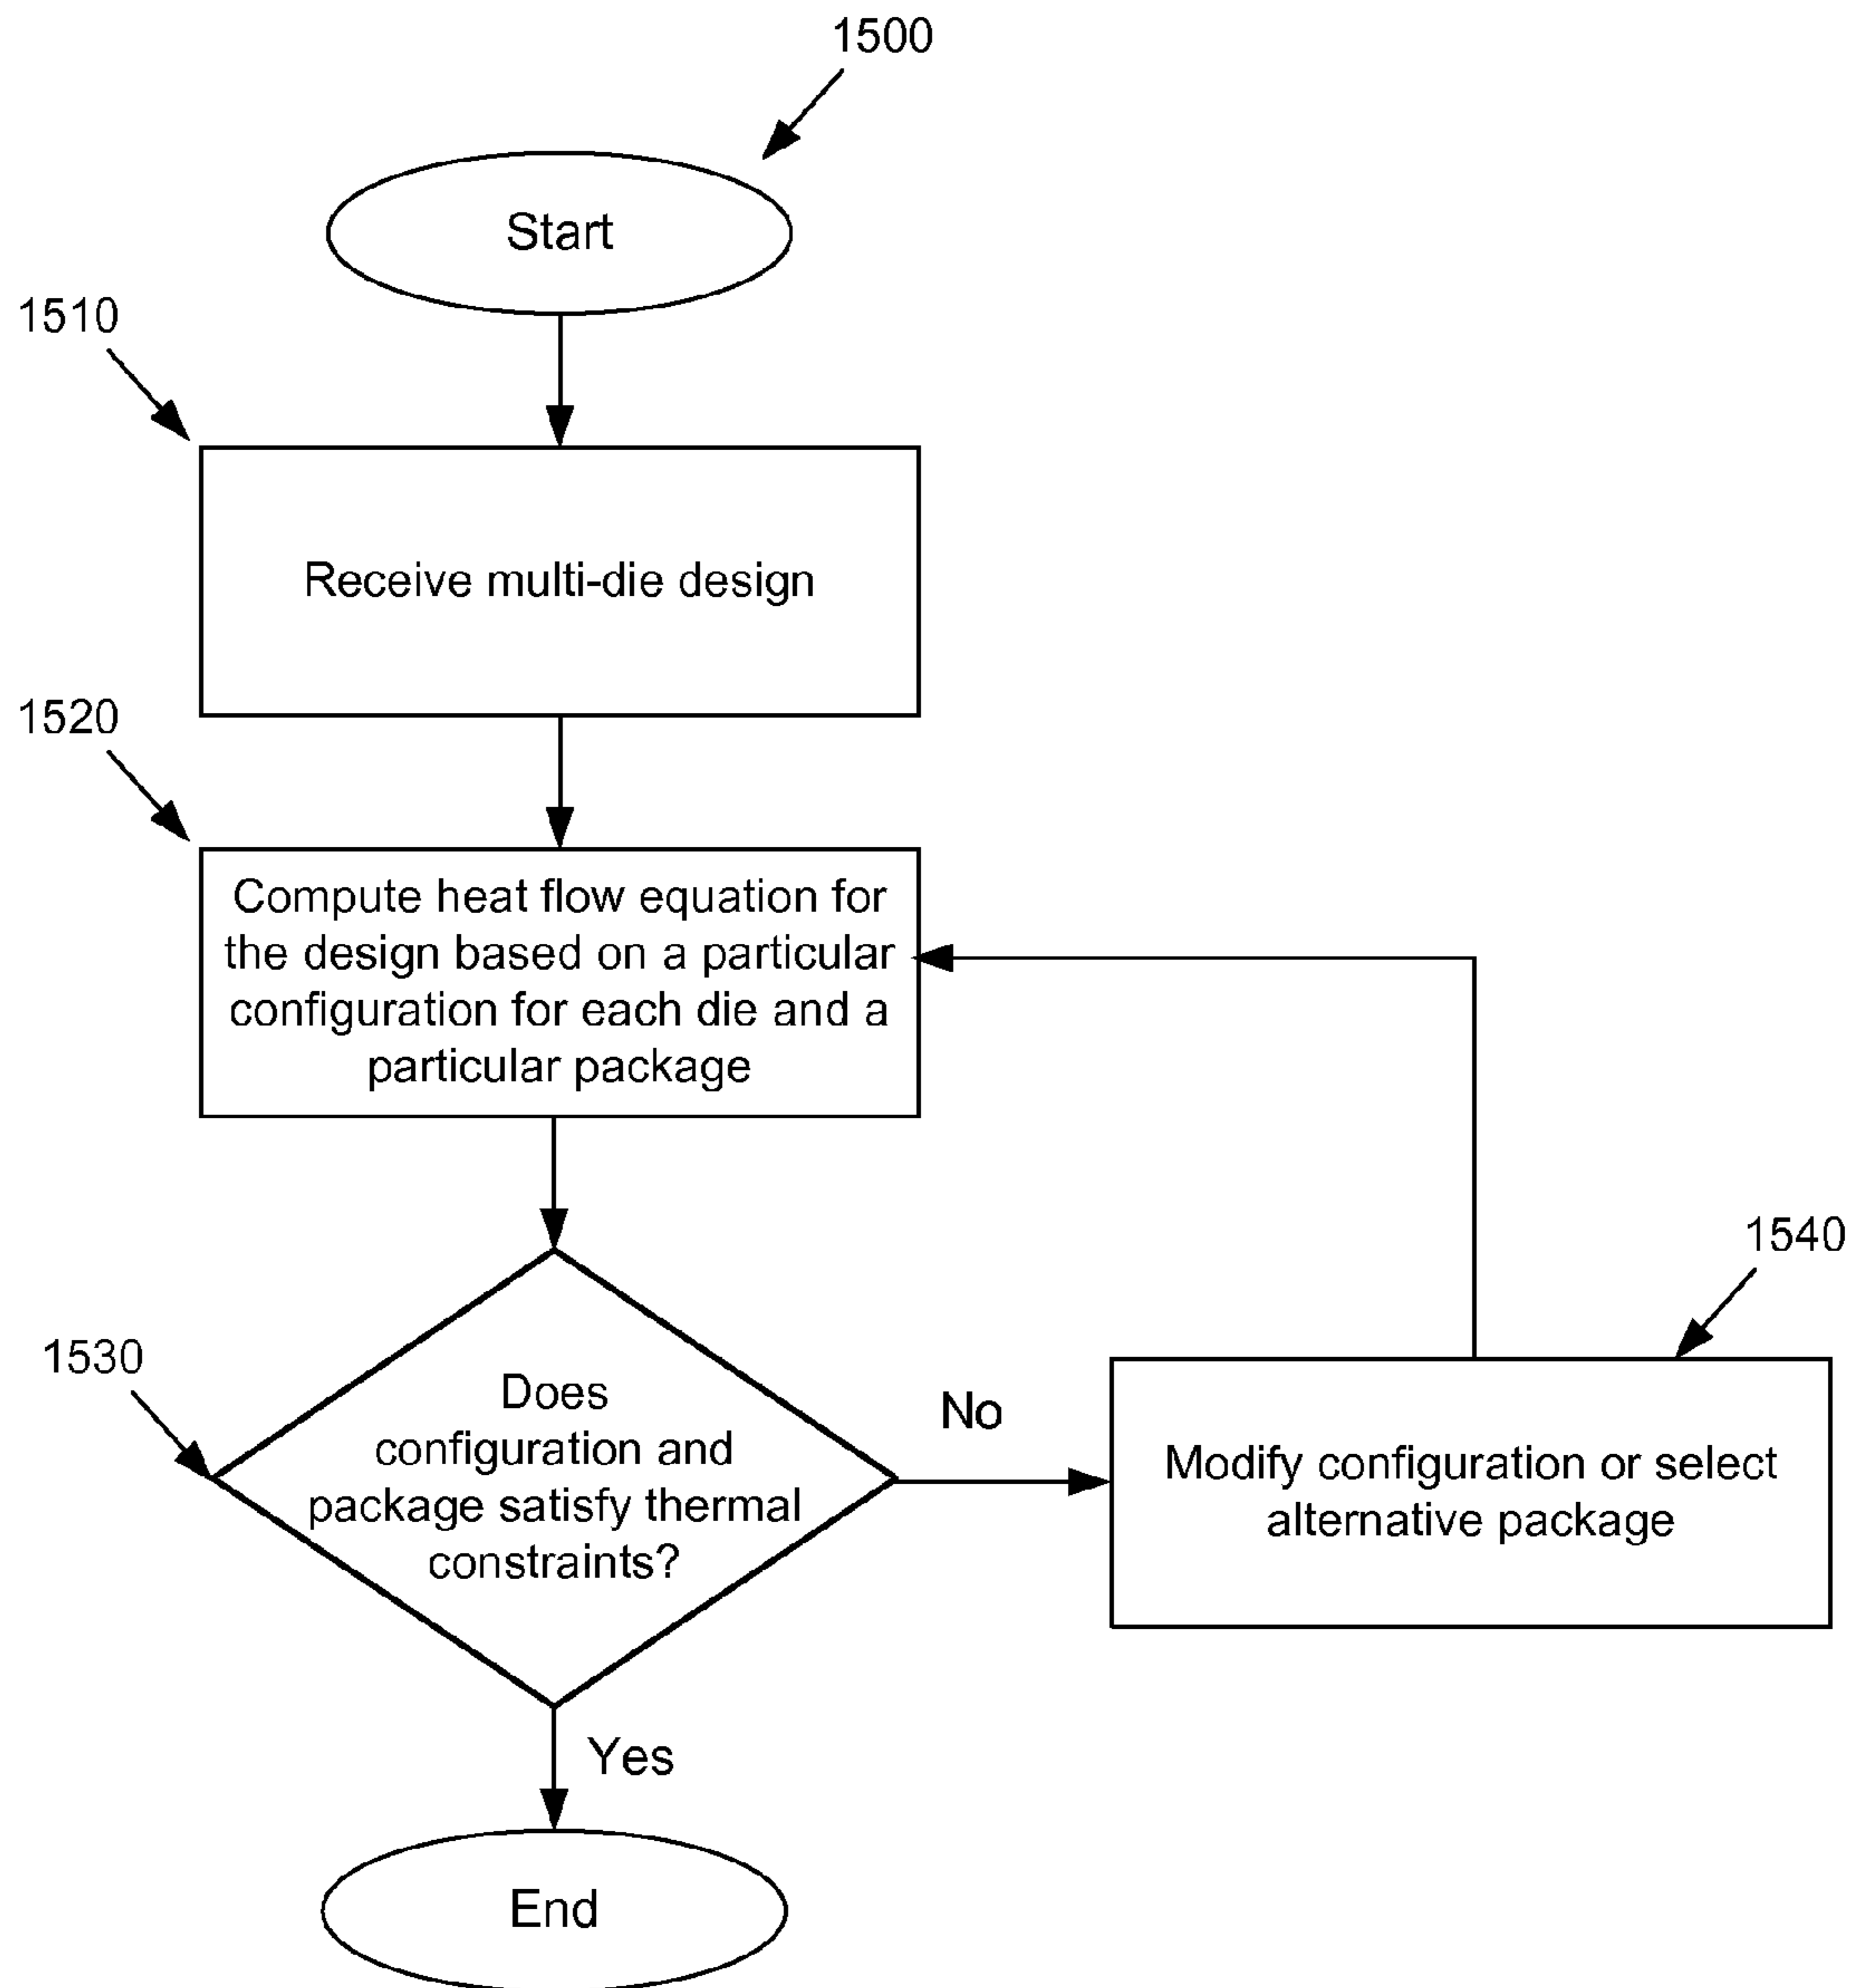 1500
Start
1510
Receive multi-die design
1520
Compute heat flow equation for
the design based on a particular
configuration for each die and a
particular package
1530
Does
configuration and
package satisfy thermal
constraints?
No
1540
Modify configuration or select
alternative package
Yes
End